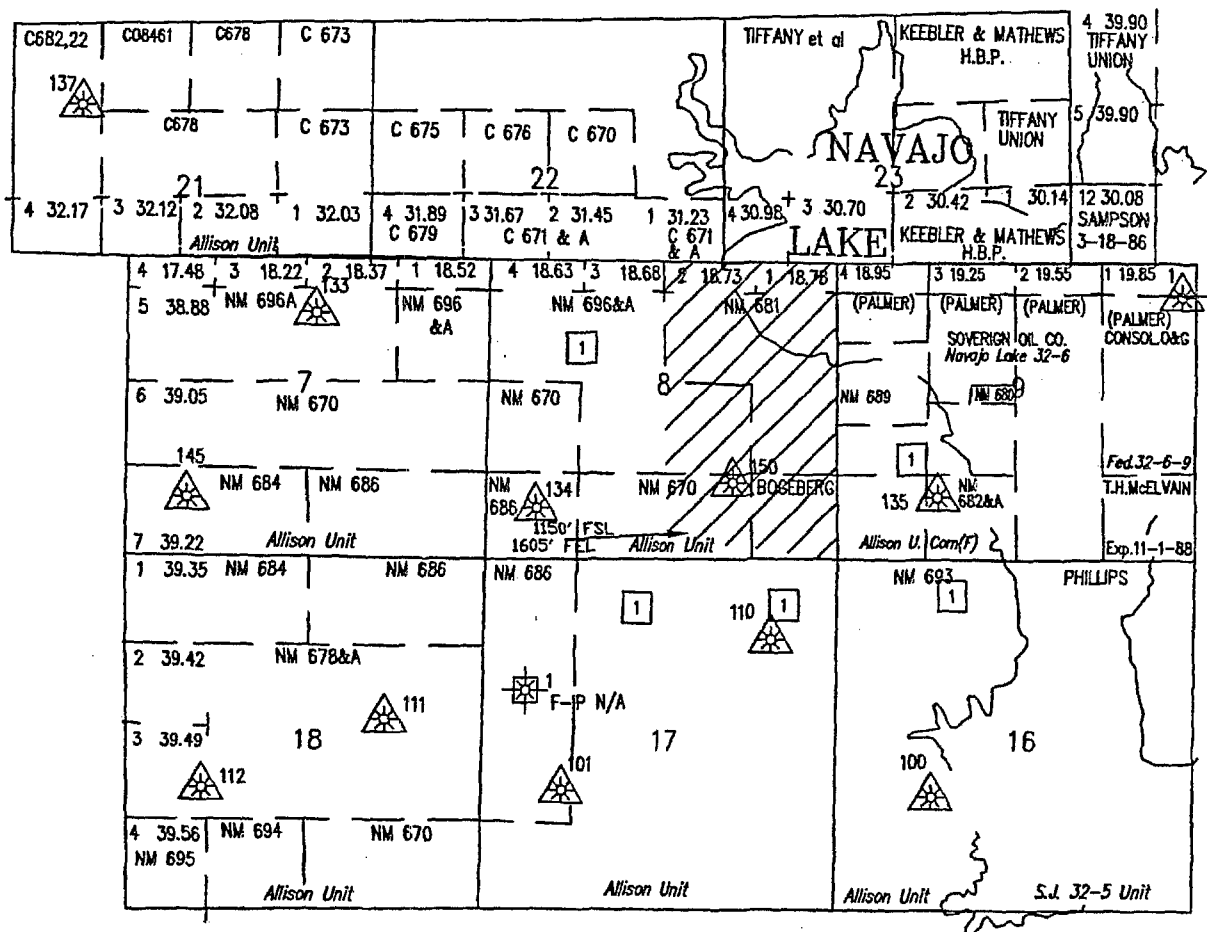 C682,22 C08461 C678 C 673 TIFFANY et al KEEBLER & MATHEWS 4 39.90
H.B.P. TIFFANY
UNION
137
C678 C 673 C 675 C 676 C 670 TIFFANY 5 39.90
UNION
NAVAJO
21 22 23
4 32.17 3 32.12 2 32.08 1 32.03 4 31.89 3 31.67 2 31.45 1 31.23 4 30.98 3 30.70 2 30.42 1 30.14 12 30.08
C 679 C 671 & A C 671 SAMPSON
& A
Allison Unit LAKE KEEBLER & MATHEWS 3-18-86
H.B.P.
4 17.48 3 18.22 2 18.37 1 18.52 4 18.63 3 18.68 2 18.73 1 18.78 4 18.95 3 19.25 2 19.55 1 19.85 1
133
5 38.88 NM 696A NM 696 NM 696&A NM 681 (PALMER) (PALMER) (PALMER) (PALMER)
&A CONSOL.O&G
1 SOVERIGN OIL CO.
Navajo Lake 32-6
6 39.05 7 NM 670 NM 670 8 NM 689 NM 680 9
145 1
NM 684 NM 686 NM 134 NM 670 150 135 NM Fed.32-6-9
686 BOGEBERG 682&A T.H.McELVAIN
1150' FSL
1605' FEL
7 39.22 Allison Unit Allison Unit Allison U. Com(F) Exp.11-1-88
1 39.35 NM 684 NM 686 NM 686 NM 693 PHILLIPS
1 110 1 1
2 39.42 NM 678&A
1
F-P N/A
111
3 39.49 18 17 16
112 101 100
4 39.56 NM 694 NM 670
NM 695
Allison Unit Allison Unit Allison Unit S.J. 32-5 Unit